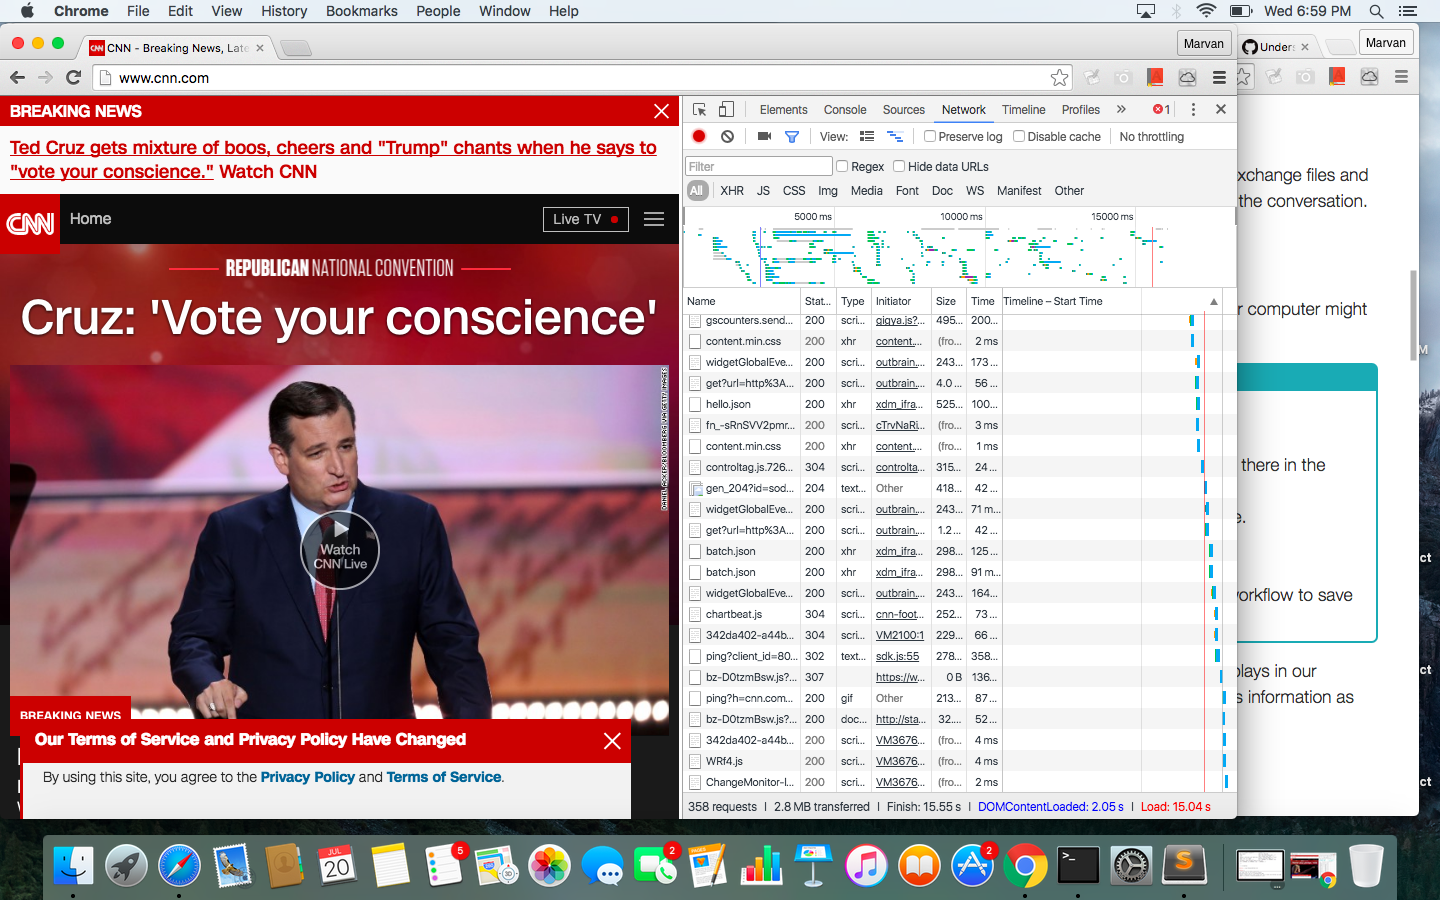 Chrome File Edit View History Bookmarks People Window Help
Wed 6:59 PM
CNN - Breaking News, Late
Marvan
Unders
Marvan
www.cnn.com
BREAKING NEWS
Ted Cruz gets mixture of boos, cheers and "Trump" chants when he says to
"vote your conscience." Watch CNN
CNN
Home
Live TV
REPUBLICAN NATIONAL CONVENTION
Cruz: 'Vote your conscience'
Watch
CNN Live
BREAKING NEWS
Our Terms of Service and Privacy Policy Have Changed
By using this site, you agree to the Privacy Policy and Terms of Service.
Elements Console Sources Network Timeline Profiles » 1
View: Preserve log Disable cache No throttling
Filter Regex Hide data URLs
All XHR JS CSS Img Media Font Doc WS Manifest Other
5000 ms 10000 ms 15000 ms
Name Stat... Type Initiator Size Time Timeline – Start Time
gscounters.send... 200 scri... gigya.js?... 495... 200...
content.min.css 200 xhr content.... (fro... 2 ms
widgetGlobalEve... 200 scri... outbrain.... 243... 173 ...
get?url=http%3A... 200 scri... outbrain.... 4.0 ... 56 ...
hello.json 200 xhr xdm_ifra... 525... 100...
fn_-sRnSVV2pmr... 200 scri... cTrvNaRi... (fro... 3 ms
content.min.css 200 xhr content.... (fro... 1 ms
controltag.js.726... 304 scri... controlta... 315... 24 ...
gen_204?id=sod... 204 text... Other 418... 42 ...
widgetGlobalEve... 200 scri... outbrain.... 243... 71 m...
get?url=http%3A... 200 scri... outbrain.... 1.2 ... 42 ...
batch.json 200 xhr xdm_ifra... 298... 125 ...
batch.json 200 xhr xdm_ifra... 298... 91 m...
widgetGlobalEve... 200 scri... outbrain.... 243... 164...
chartbeat.js 304 scri... cnn-foot... 252... 73 ...
342da402-a44b... 304 scri... VM2100:1 229... 66 ...
ping?client_id=80... 302 text... sdk.js:55 278... 358...
bz-D0tzmBsw.js?... 307 https://w... 0 B 136...
ping?h=cnn.com... 200 gif Other 213... 87 ...
bz-D0tzmBsw.js?... 200 doc... http://sta... 32.... 52 ...
342da402-a44b... 200 scri... VM3676... (fro... 4 ms
WRf4.js 200 scri... VM3676... (fro... 4 ms
ChangeMonitor-l... 200 scri... VM3676... (fro... 2 ms
358 requests | 2.8 MB transferred | Finish: 15.55 s | DOMContentLoaded: 2.05 s | Load: 15.04 s
xchange files and
the conversation.
r computer might
there in the
e.
orkflow to save
plays in our
s information as
M
ct
ct
ct
JUL
20
5
2
2